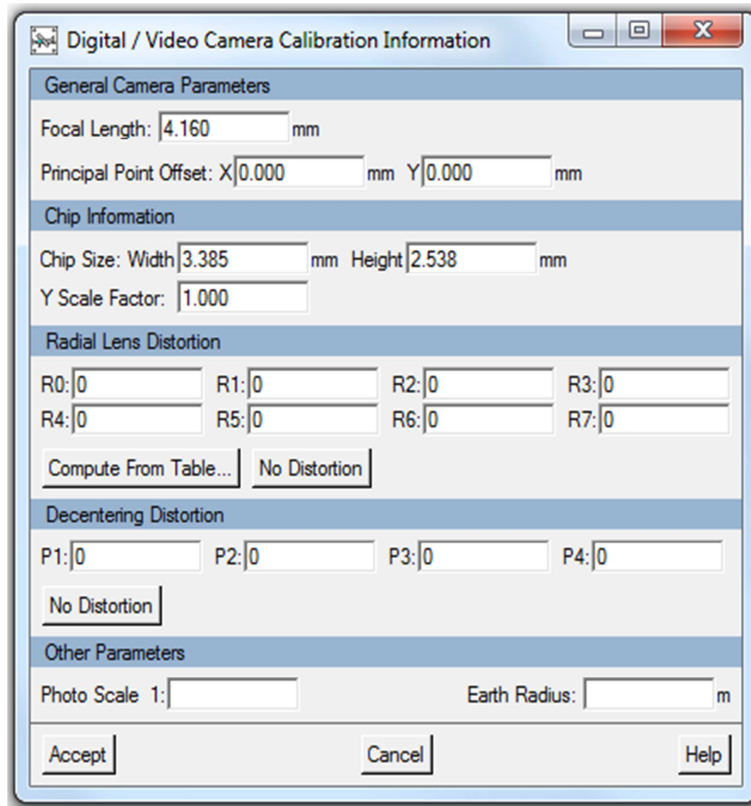 Digital / Video Camera Calibration Information
General Camera Parameters
Focal Length: 4.160 mm
Principal Point Offset: X 0.000 mm Y 0.000 mm
Chip Information
Chip Size: Width 3.385 mm Height 2.538 mm
Y Scale Factor: 1.000
Radial Lens Distortion
R0: 0 R1: 0 R2: 0 R3: 0
R4: 0 R5: 0 R6: 0 R7: 0
Compute From Table... No Distortion
Decentering Distortion
P1: 0 P2: 0 P3: 0 P4: 0
No Distortion
Other Parameters
Photo Scale 1: Earth Radius: m
Accept Cancel Help